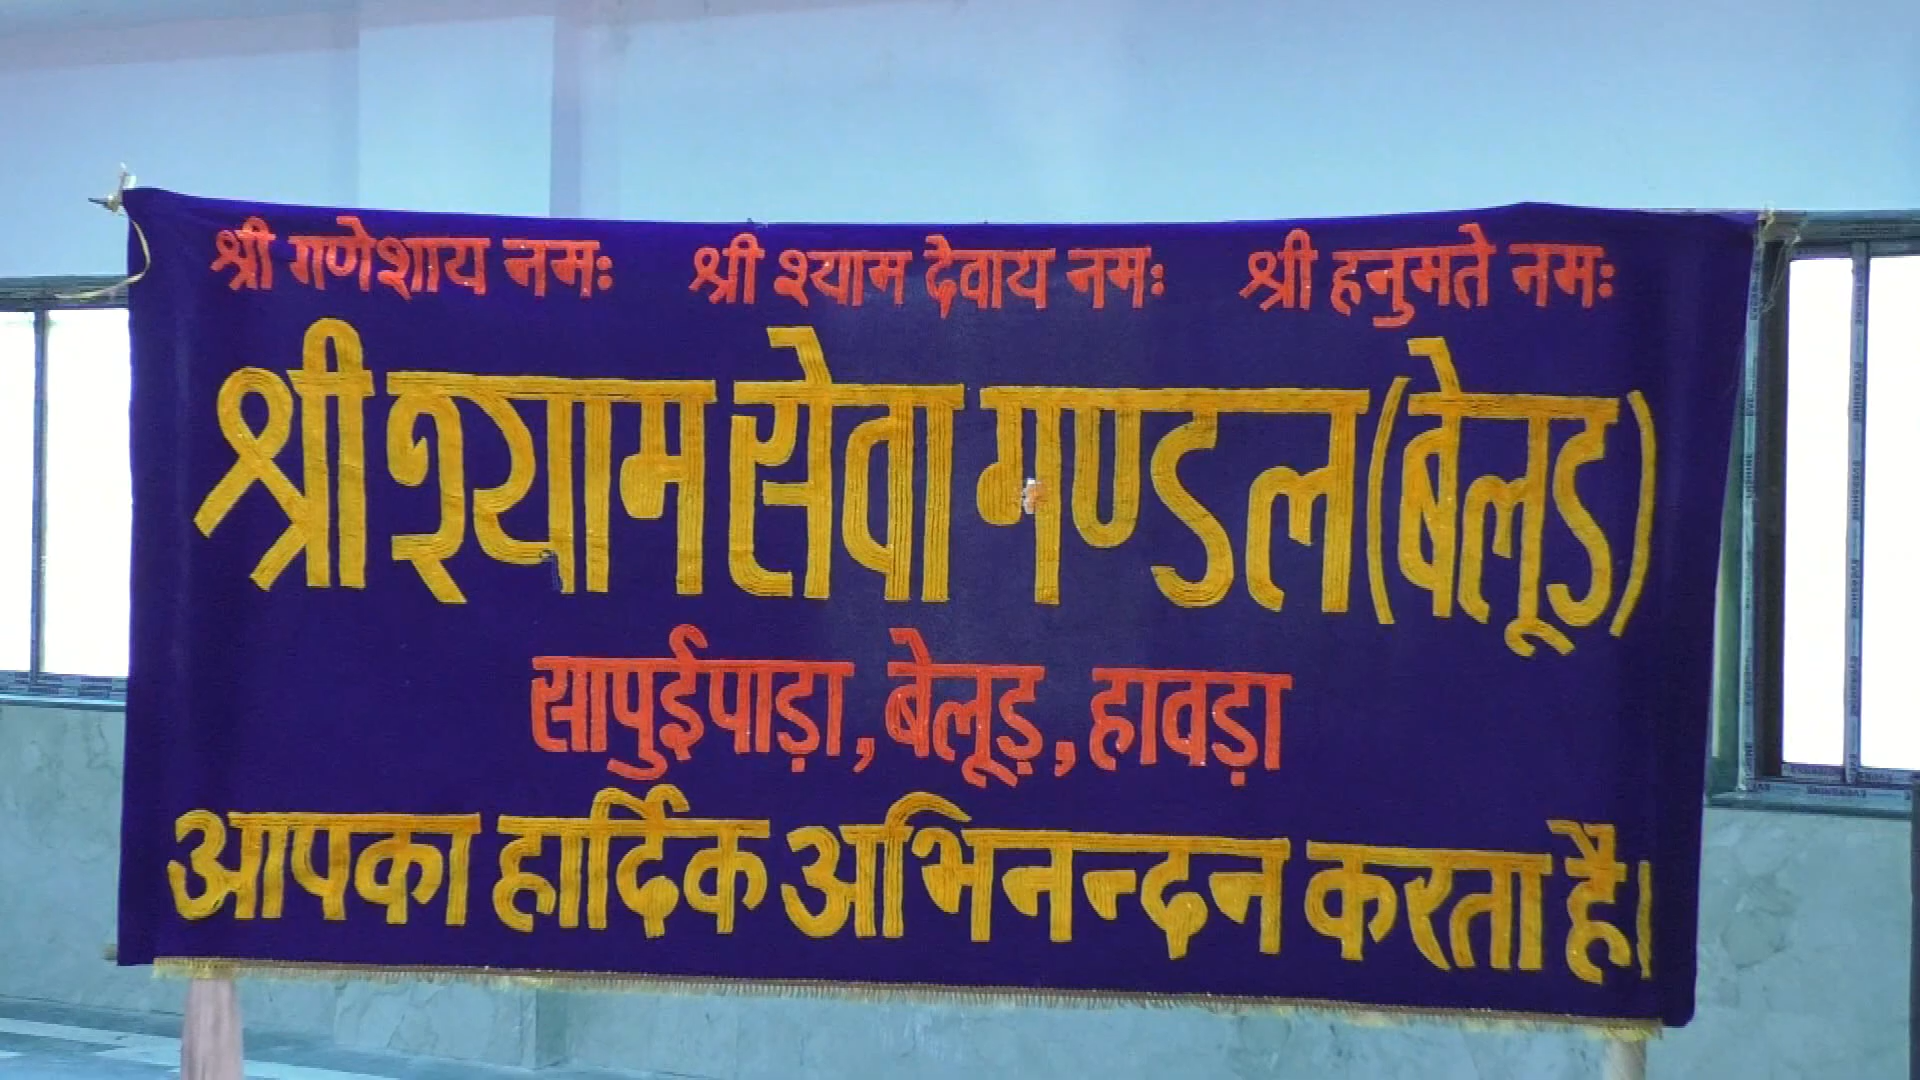 श्री गणेशाय नमः श्री श्याम देवाय नमः श्री हनुमते नमः
श्री श्याम सेवा मण्डल (बेलूड)
सापुईपाड़ा, बेलूड़, हावड़ा
आपका हार्दिक अभिनन्दन करता है।